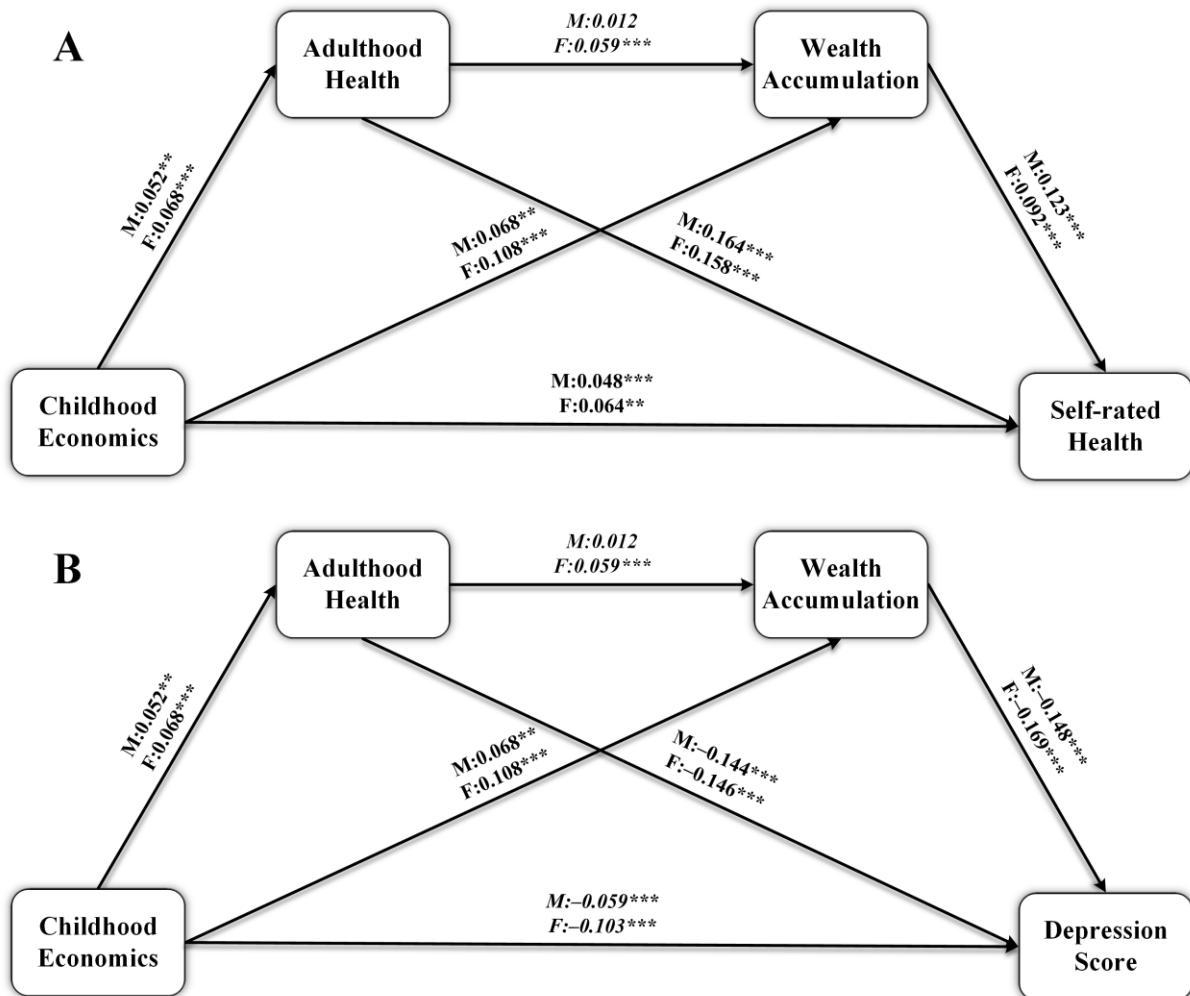 A
Adulthood
Health
M:0.012
F:0.059***
Wealth
Accumulation
M:0.052**
F:0.068***
M:0.068**
F:0.108***
M:0.164***
F:0.158***
M:0.123***
F:0.092***
Childhood
Economics
M:0.048***
F:0.064**
Self-rated
Health
B
Adulthood
Health
M:0.012
F:0.059***
Wealth
Accumulation
M:0.052**
F:0.068***
M:0.068**
F:0.108***
M:–0.144***
F:–0.146***
M:–0.148***
F:–0.169***
Childhood
Economics
M:–0.059***
F:–0.103***
Depression
Score